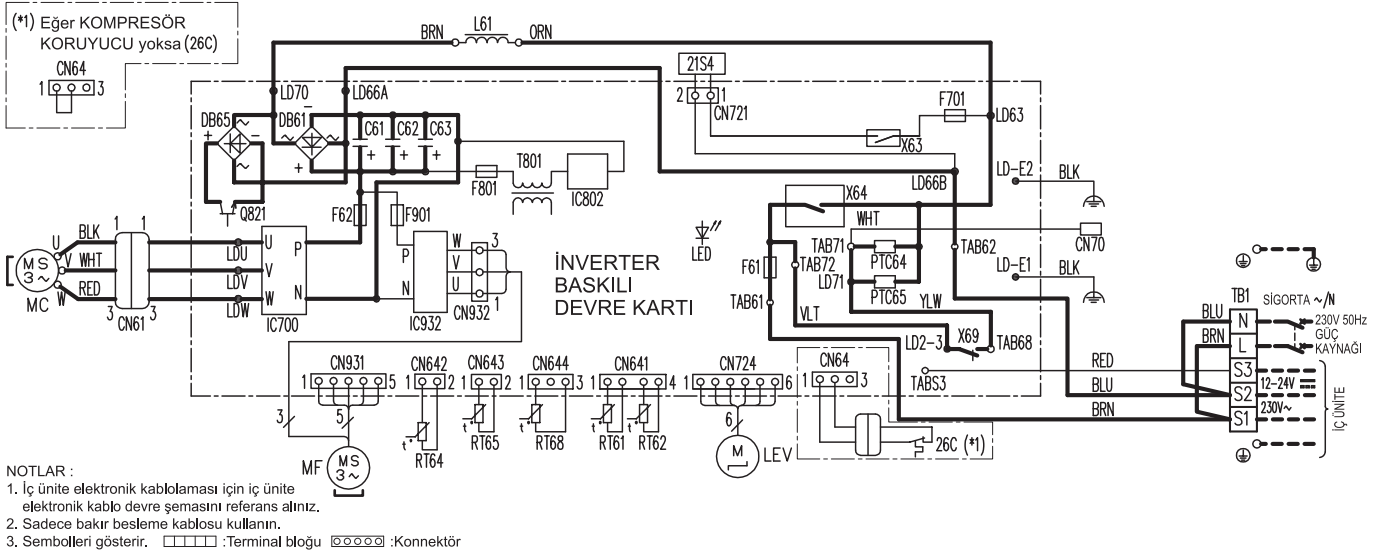 (*1) Eğer KOMPRESÖR
KORUYUCU yoksa (26C)
CN64
1 3
BRN L61 ORN
LD70 LD66A
21S4
2 1
CN721
F701
LD63
X63
DB65 DB61
~ - ~
+ - ~ ~
~ +
C61 C62 C63
+ + +
F801
T801
IC802
LD66B
LD-E2 BLK
Q821
F62 F901
X64
WHT
LED
CN70
MS
3~
MC
U BLK
V WHT
W RED
1 1
3 3
CN61
LDU
LDV
LDW
U P
V
W N
IC700
P W
V
N U
IC932
3
1
CN932
İNVERTER
BASKILI
DEVRE KARTI
F61
TAB72
TAB61
TAB71
PTC64
LD71
PTC65
TAB62
LD-E1 BLK
VLT
YLW
LD2-3 X69 TAB68
TABS3
RED
BLU
BRN
TB1
BLU
BRN
N
L
S3
S2
S1
SİGORTA ~/N
230V 50Hz
GÜÇ
KAYNAĞI
12-24V
230V~
İÇ ÜNİTE
CN931
1 5
CN642
1 2
CN643
1 2
CN644
1 3
CN641
1 4
CN724
1 6
CN64
1 3
3
5
MF
MS
3~
t° RT64
t° RT65
t° RT68
t° RT61
t° RT62
6
M
LEV
26C (*1)
NOTLAR :
1. İç ünite elektronik kablolaması için iç ünite
elektronik kablo devre şemasını referans alınız.
2. Sadece bakır besleme kablosu kullanın.
3. Sembolleri gösterir. :Terminal bloğu :Konnektör